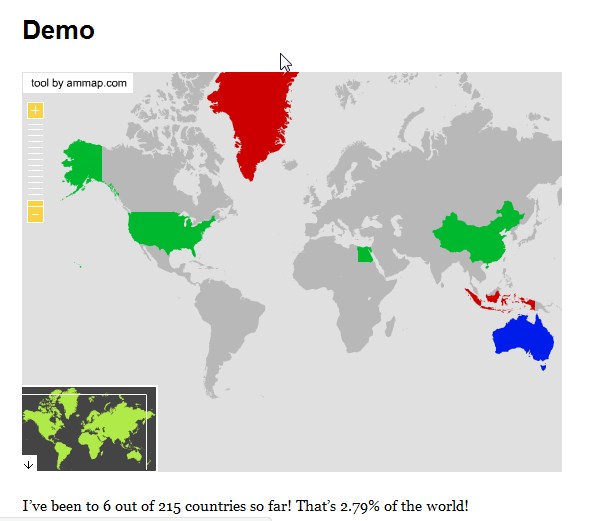 Demo
tool by ammap.com
+
–
I've been to 6 out of 215 countries so far! That's 2.79% of the world!